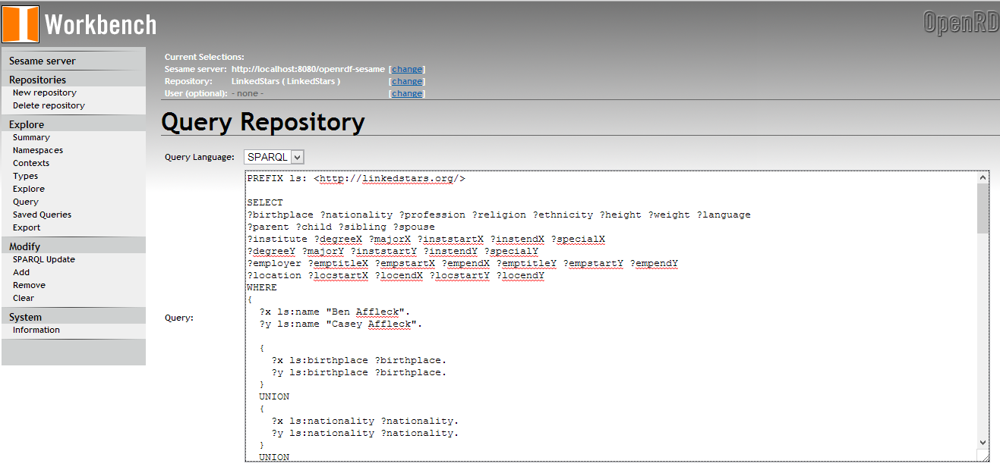 Workbench
OpenRD
Sesame server
Repositories
New repository
Delete repository
Explore
Summary
Namespaces
Contexts
Types
Explore
Query
Saved Queries
Export
Modify
SPARQL Update
Add
Remove
Clear
System
Information
Current Selections:
Sesame server: http://localhost:8080/openrdf-sesame [change]
Repository: LinkedStars ( LinkedStars ) [change]
User (optional): - none - [change]
Query Repository
Query Language: SPARQL
Query:
PREFIX ls: <http://linkedstars.org/>
SELECT
?birthplace ?nationality ?profession ?religion ?ethnicity ?height ?weight ?language
?parent ?child ?sibling ?spouse
?institute ?degreeX ?majorX ?inststartX ?instendX ?specialX
?degreeY ?majorY ?inststartY ?instendY ?specialY
?employer ?emptitleX ?empstartX ?empendX ?emptitleY ?empstartY ?empendY
?location ?locstartX ?locendX ?locstartY ?locendY
WHERE
{
?x ls:name "Ben Affleck".
?y ls:name "Casey Affleck".
{
?x ls:birthplace ?birthplace.
?y ls:birthplace ?birthplace.
}
UNION
{
?x ls:nationality ?nationality.
?y ls:nationality ?nationality.
}
UNION